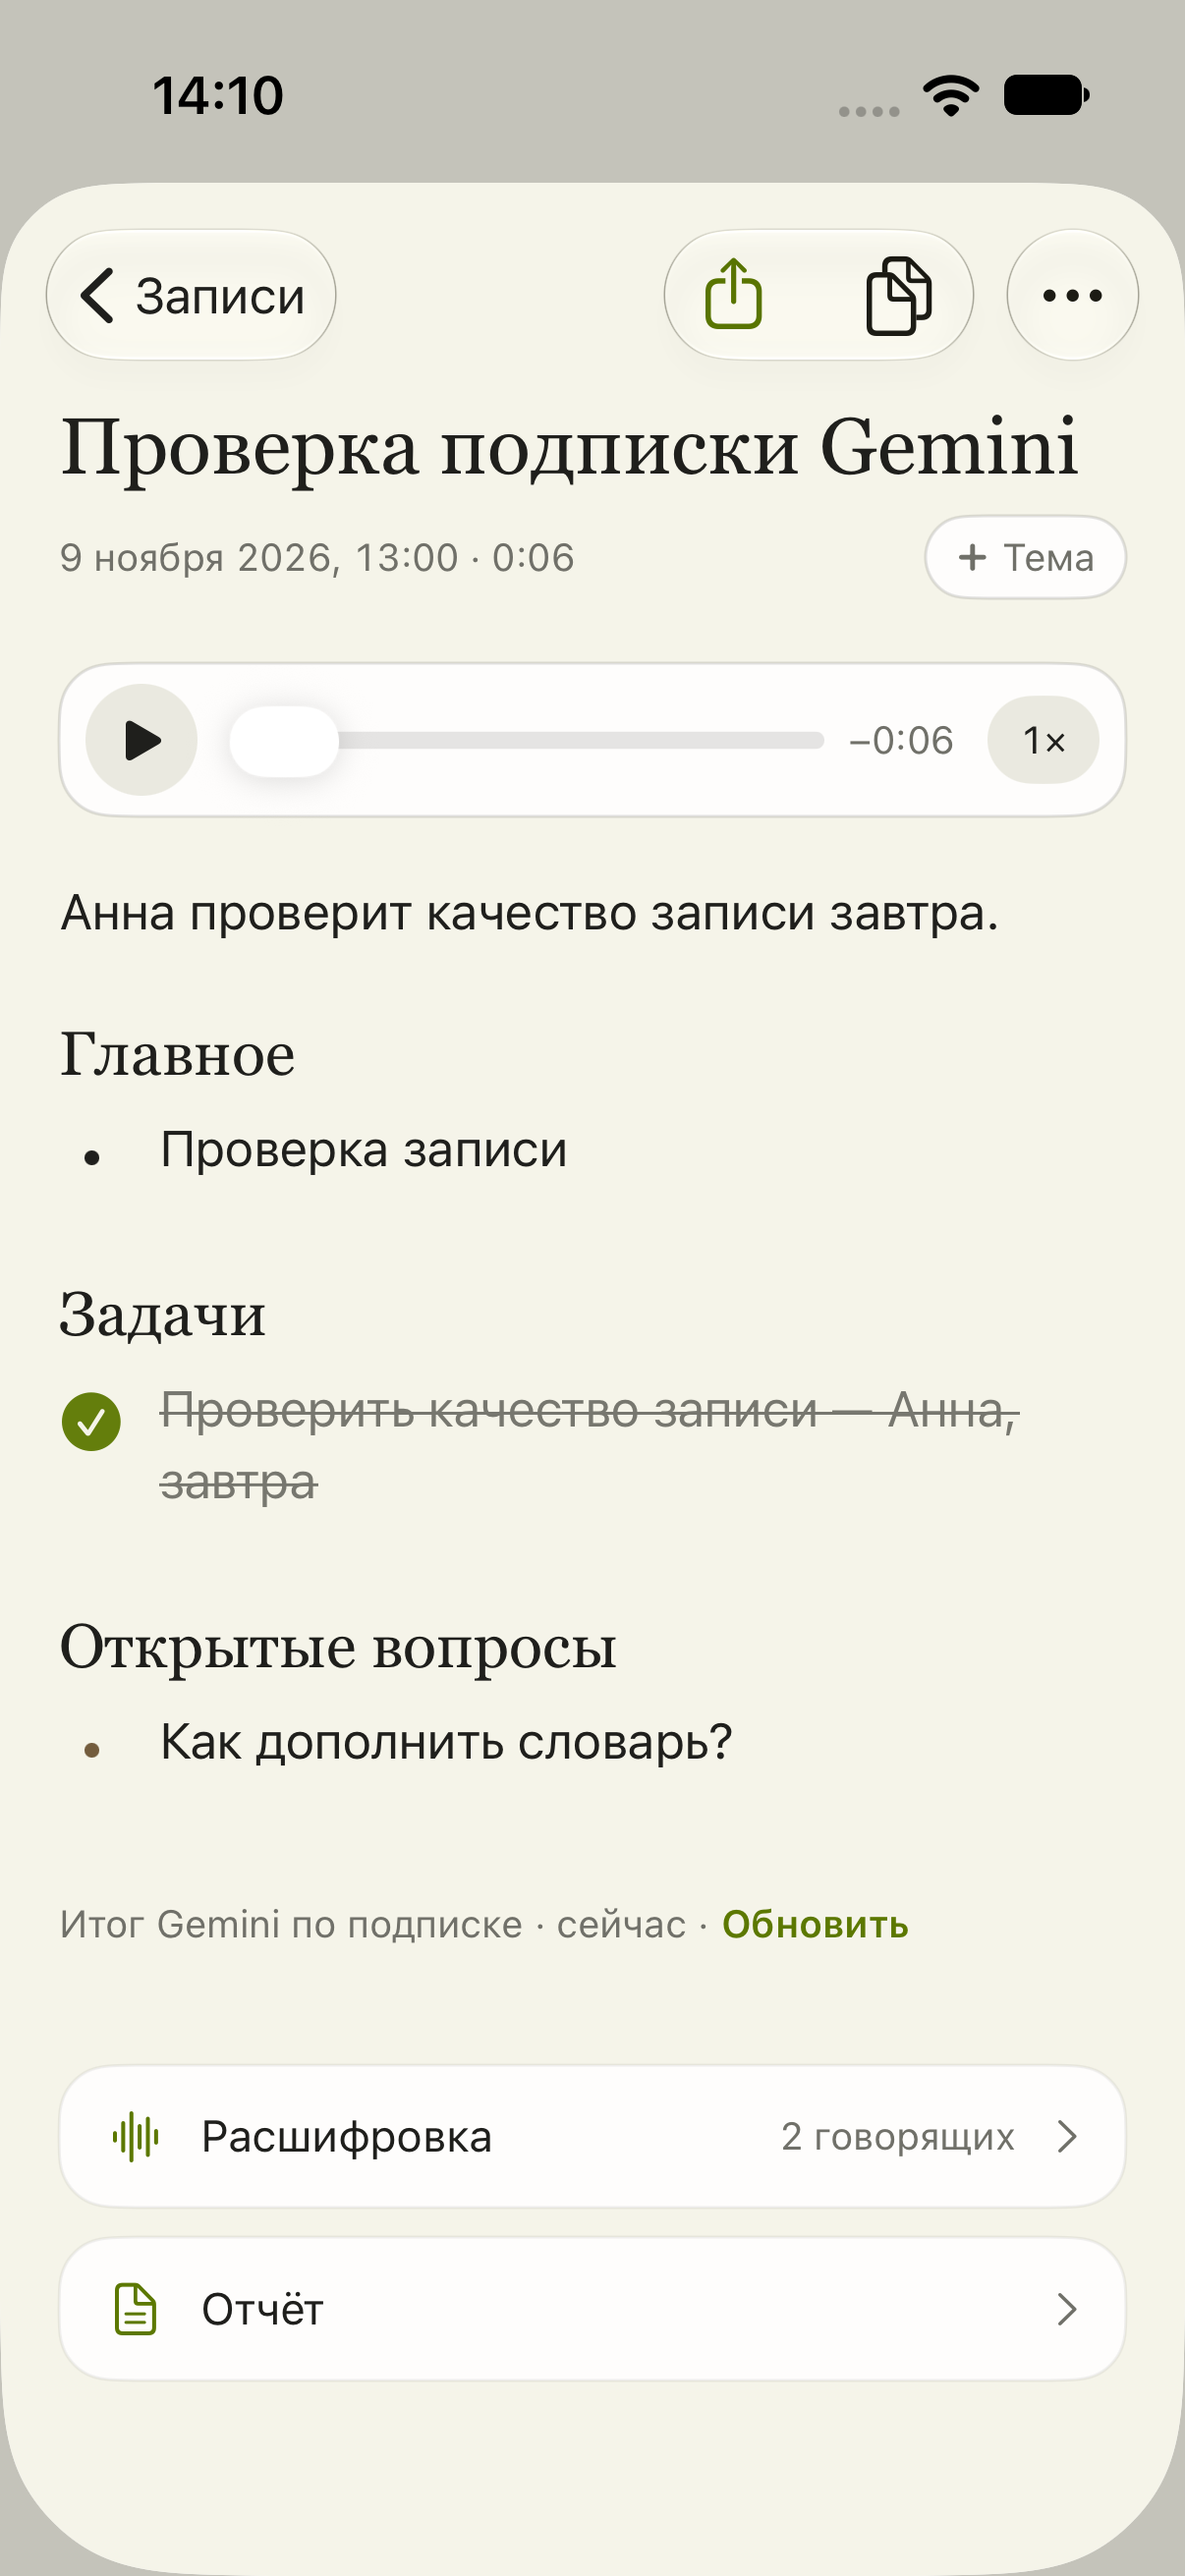 14:10
Записи
Проверка подписки Gemini
9 ноября 2026, 13:00 · 0:06
+ Тема
–0:06
1×
Анна проверит качество записи завтра.
Главное
• Проверка записи
Задачи
Проверить качество записи — Анна,
завтра
Открытые вопросы
• Как дополнить словарь?
Итог Gemini по подписке · сейчас · Обновить
Расшифровка 2 говорящих
Отчёт